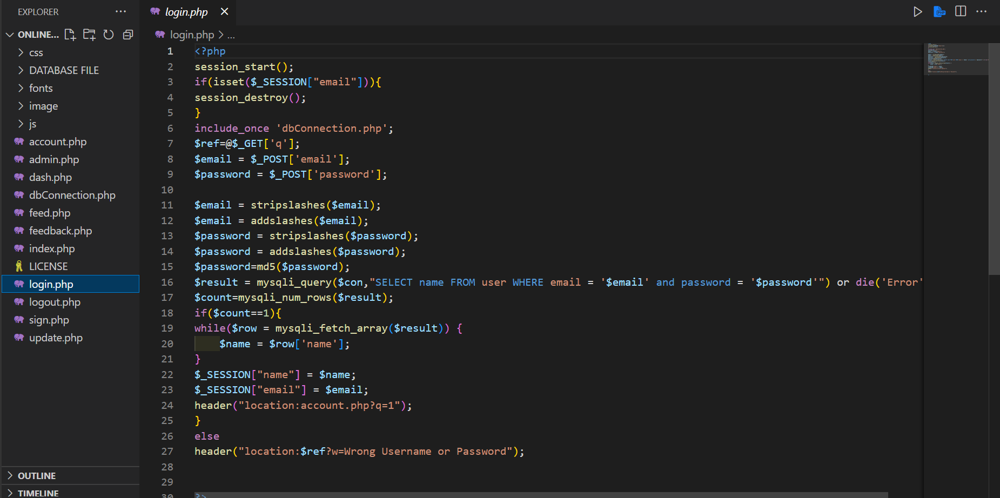 EXPLORER
ONLINE...
css
DATABASE FILE
fonts
image
js
account.php
admin.php
dash.php
dbConnection.php
feed.php
feedback.php
index.php
LICENSE
login.php
logout.php
sign.php
update.php
OUTLINE
TIMELINE
login.php
login.php > ...
1 <?php
2 session_start();
3 if(isset($_SESSION["email"])){
4 session_destroy();
5 }
6 include_once 'dbConnection.php';
7 $ref=@$_GET['q'];
8 $email = $_POST['email'];
9 $password = $_POST['password'];
10
11 $email = stripslashes($email);
12 $email = addslashes($email);
13 $password = stripslashes($password);
14 $password = addslashes($password);
15 $password=md5($password);
16 $result = mysqli_query($con,"SELECT name FROM user WHERE email = '$email' and password = '$password'") or die('Error'
17 $count=mysqli_num_rows($result);
18 if($count==1){
19 while($row = mysqli_fetch_array($result)) {
20     $name = $row['name'];
21 }
22 $_SESSION["name"] = $name;
23 $_SESSION["email"] = $email;
24 header("location:account.php?q=1");
25 }
26 else
27 header("location:$ref?w=Wrong Username or Password");
28
29
30 ?>